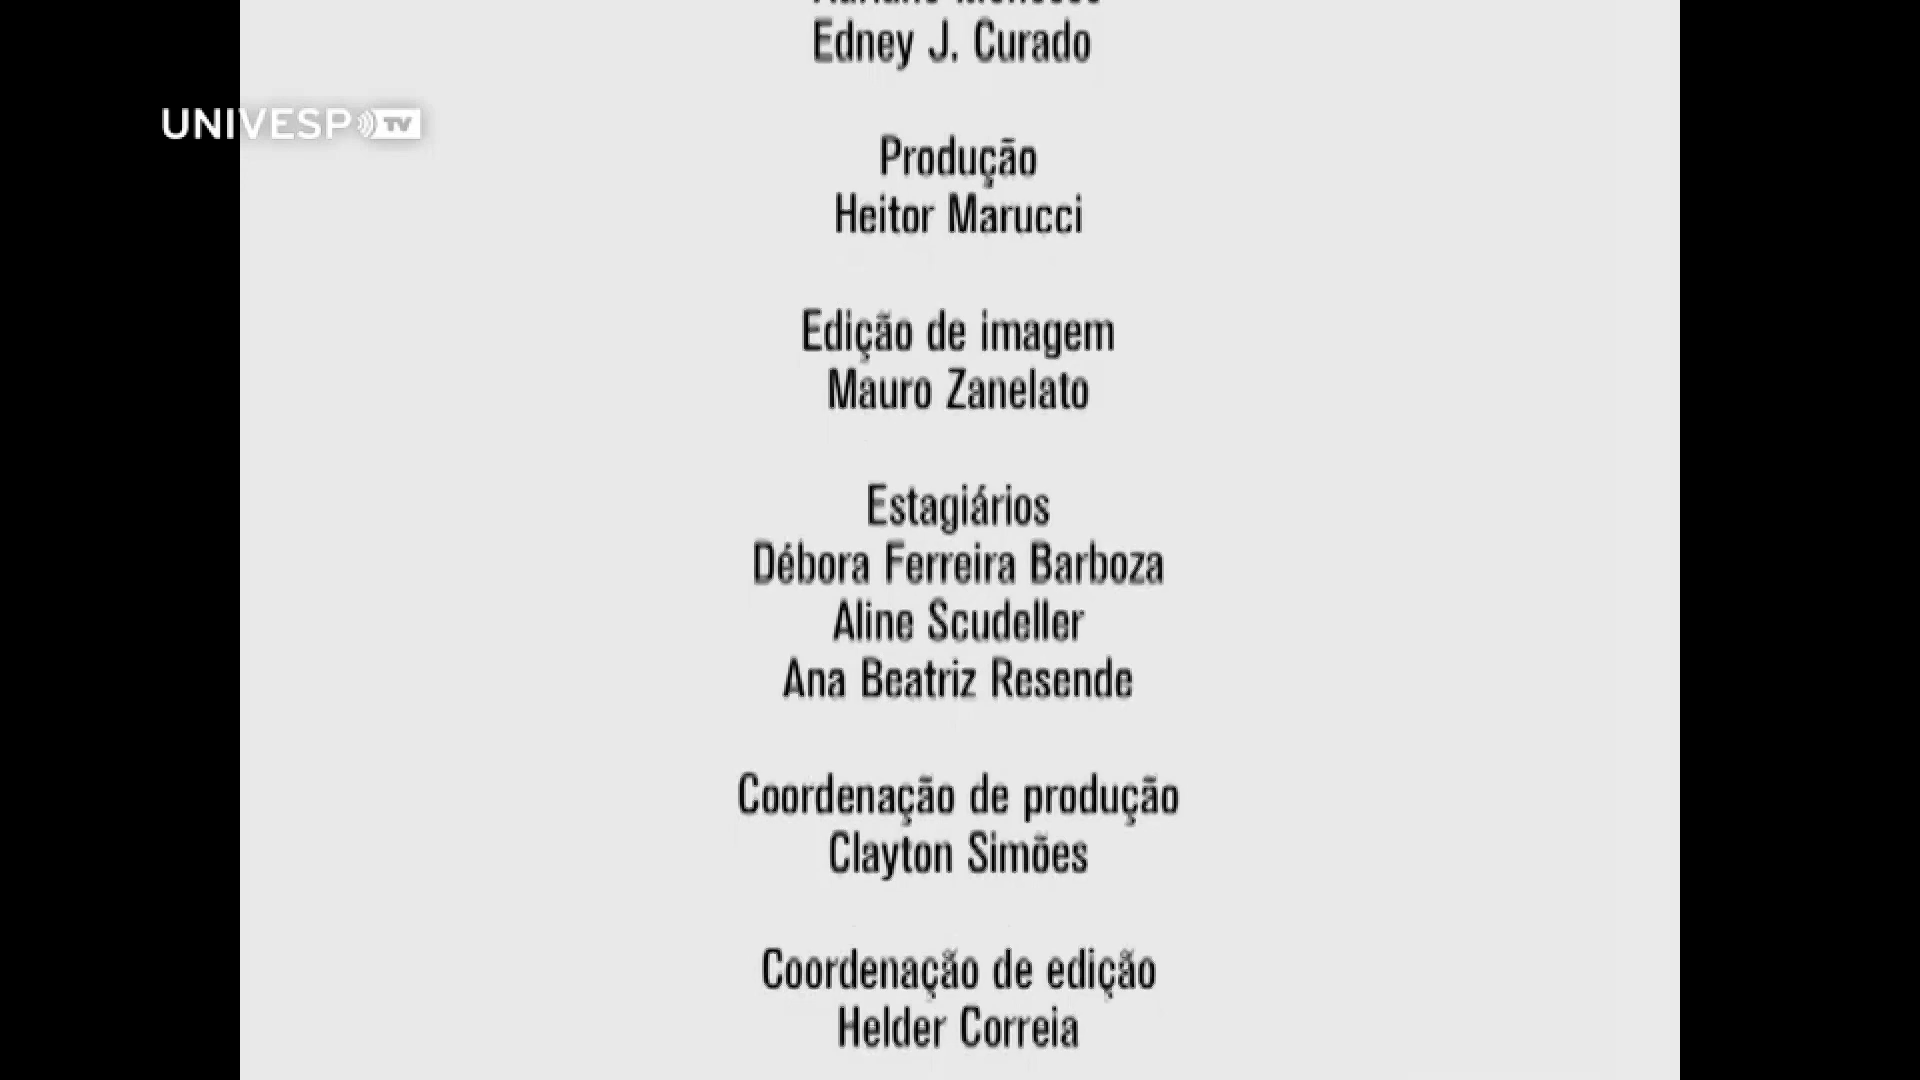 Edney J. Curado
UNIVESP TV
Produção
Heitor Marucci
Edição de imagem
Mauro Zanelato
Estagiários
Débora Ferreira Barboza
Aline Scudeller
Ana Beatriz Resende
Coordenação de produção
Clayton Simões
Coordenação de edição
Helder Correia